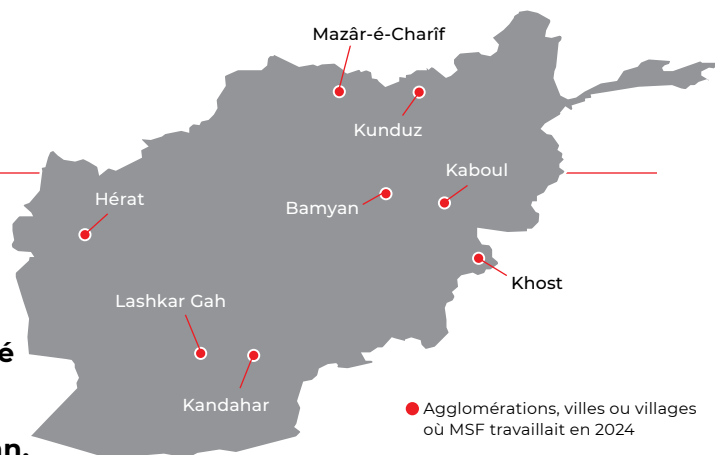 Mazâr-é-Charîf
Kunduz
Kaboul
Hérat
Bamyan
Khost
Lashkar Gah
é
Kandahar
Agglomérations, villes ou villages
où MSF travaillait en 2024
an.